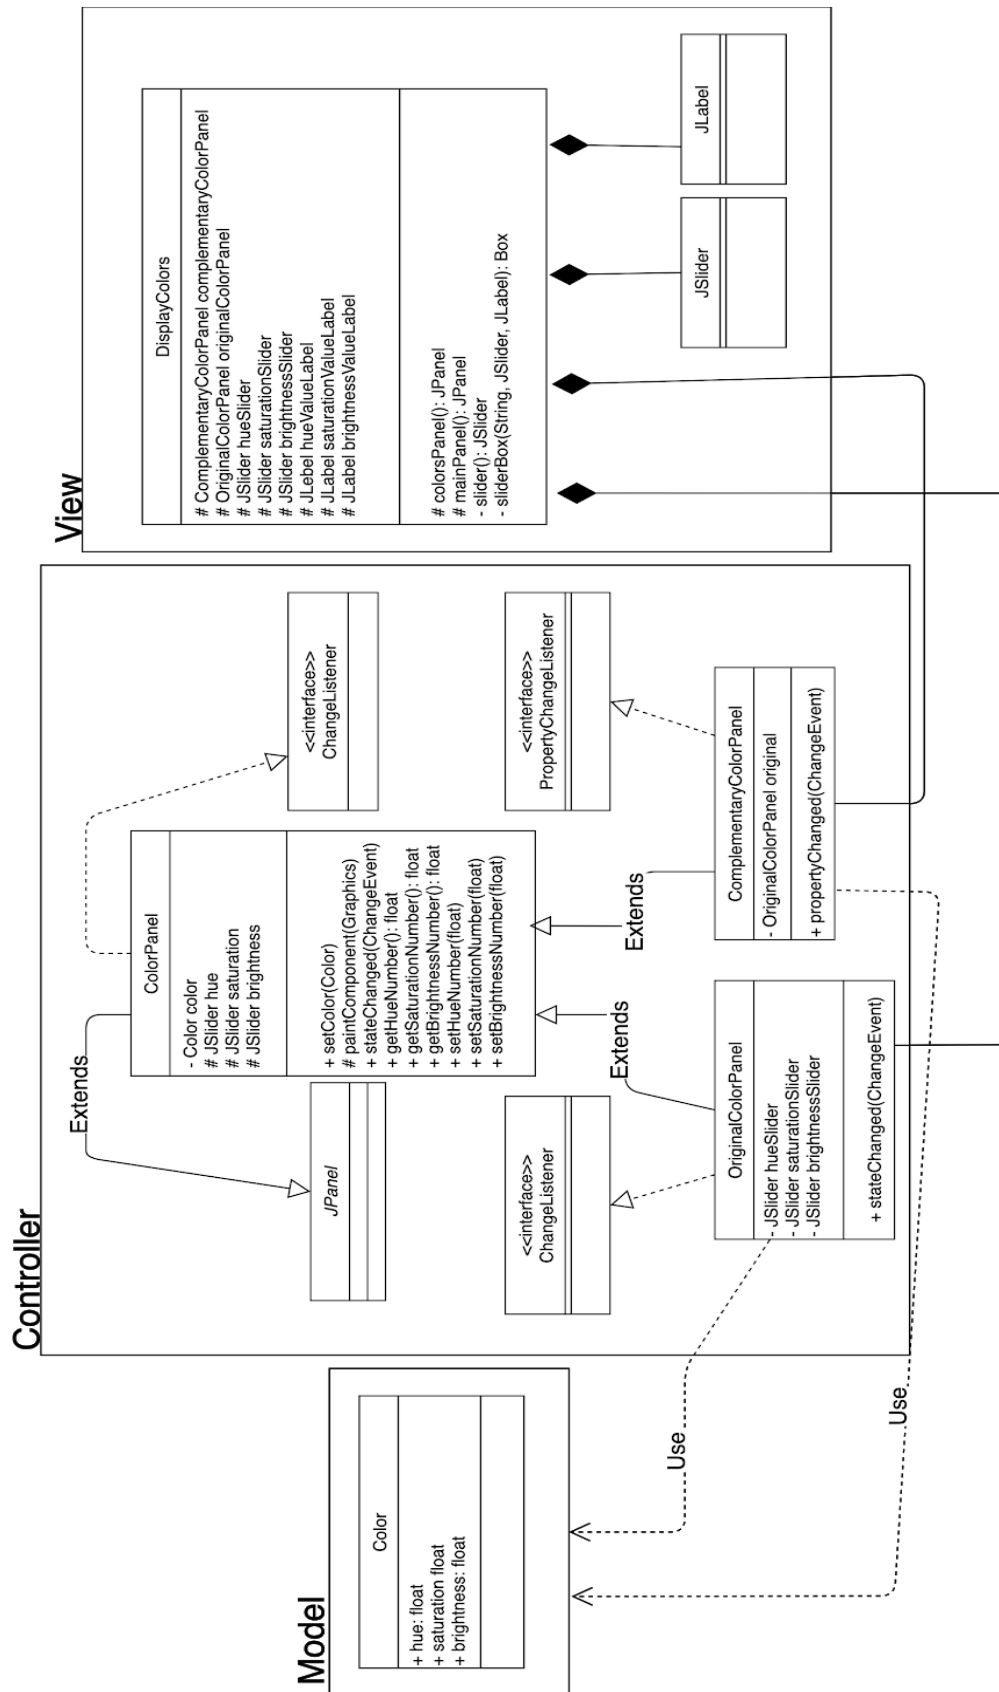 Model
Color
+ hue: float
+ saturation float
+ brightness: float
Controller
Extends
JPanel
ColorPanel
- Color color
# JSlider hue
# JSlider saturation
# JSlider brightness
+ setColor(Color)
# paintComponent(Graphics)
+ stateChanged(ChangeEvent)
+ getHueNumber(): float
+ getSaturationNumber(): float
+ getBrightnessNumber(): float
+ setHueNumber(float)
+ setSaturationNumber(float)
+ setBrightnessNumber(float)
<<interface>>
ChangeListener
<<interface>>
ChangeListener
Extends
Extends
<<interface>>
PropertyChangeListener
OriginalColorPanel
- JSlider hueSlider
- JSlider saturationSlider
- JSlider brightnessSlider
+ stateChanged(ChangeEvent)
ComplementaryColorPanel
- OriginalColorPanel original
+ propertyChanged(ChangeEvent)
Use
Use
View
DisplayColors
# ComplementaryColorPanel complementaryColorPanel
# OriginalColorPanel originalColorPanel
# JSlider hueSlider
# JSlider saturationSlider
# JSlider brightnessSlider
# JLebel hueValueLabel
# JLabel saturationValueLabel
# JLabel brightnessValueLabel
# colorsPanel(): JPanel
# mainPanel(): JPanel
- slider(): JSlider
- sliderBox(String, JSlider, JLabel): Box
JSlider
JLabel